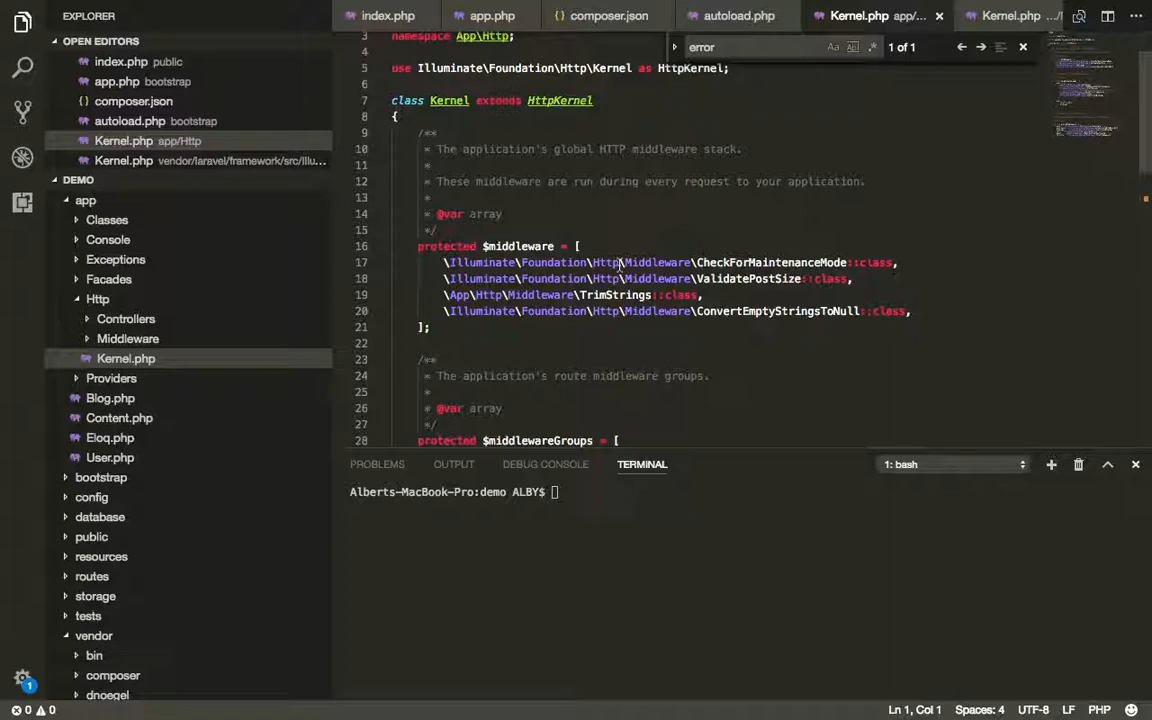 EXPLORER
OPEN EDITORS
index.php public
app.php bootstrap
composer.json
autoload.php bootstrap
Kernel.php app/Http
Kernel.php vendor/laravel/framework/src/Illu...
DEMO
app
Classes
Console
Exceptions
Facades
Http
Controllers
Middleware
Kernel.php
Providers
Blog.php
Content.php
Eloq.php
User.php
bootstrap
config
database
public
resources
routes
storage
tests
vendor
bin
composer
dnoegel
1
index.php
app.php
composer.json
autoload.php
Kernel.php app/...
Kernel.php .../
error
Aa
Abl
.*
1 of 1
3 namespace App\Http;
4
5 use Illuminate\Foundation\Http\Kernel as HttpKernel;
6
7 class Kernel extends HttpKernel
8 {
9 /**
10 * The application's global HTTP middleware stack.
11 *
12 * These middleware are run during every request to your application.
13 *
14 * @var array
15 */
16 protected $middleware = [
17 \Illuminate\Foundation\Http\Middleware\CheckForMaintenanceMode::class,
18 \Illuminate\Foundation\Http\Middleware\ValidatePostSize::class,
19 \App\Http\Middleware\TrimStrings::class,
20 \Illuminate\Foundation\Http\Middleware\ConvertEmptyStringsToNull::class,
21 ];
22
23 /**
24 * The application's route middleware groups.
25 *
26 * @var array
27 */
28 protected $middlewareGroups = [
PROBLEMS OUTPUT DEBUG CONSOLE TERMINAL
1: bash
Alberts-MacBook-Pro:demo ALBY$
0 0
Ln 1, Col 1 Spaces: 4 UTF-8 LF PHP